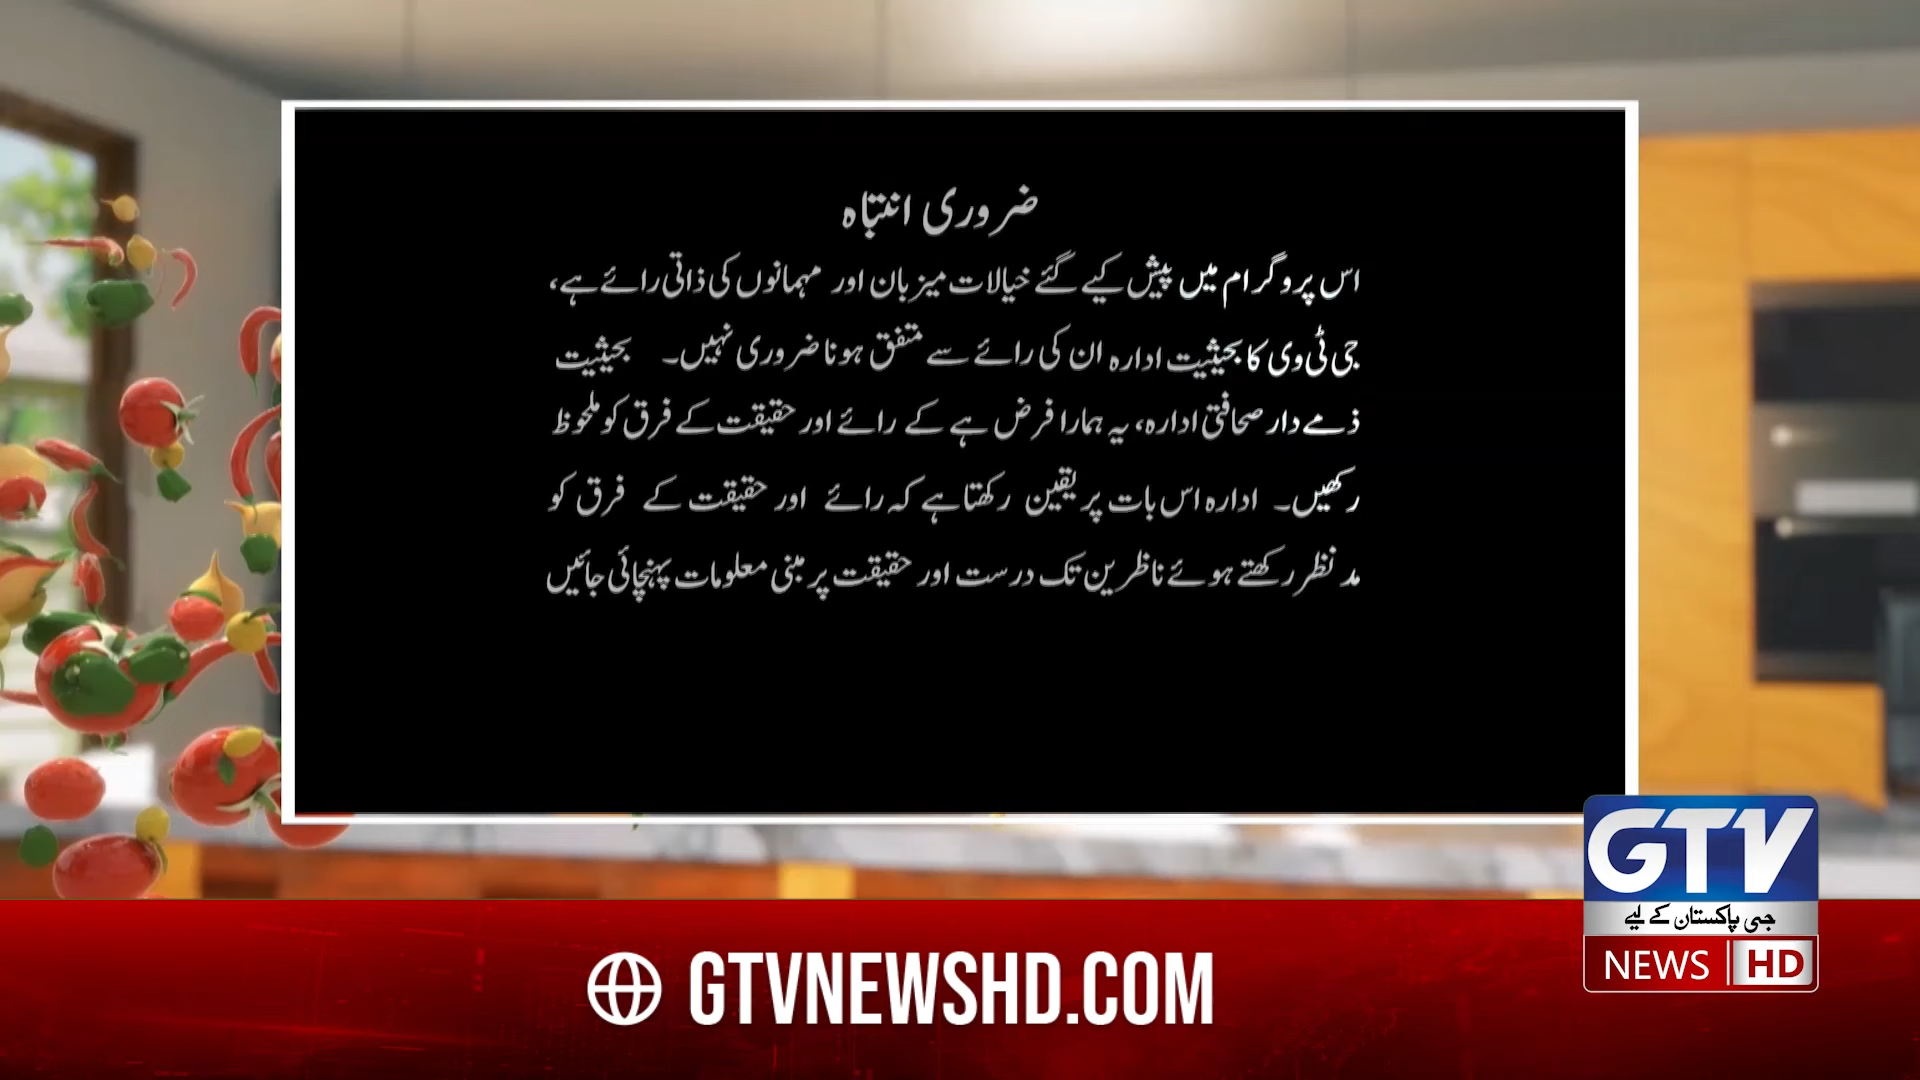 ضروری انتباہ
اس پروگرام میں پیش کیے گئے خیالات میزبان اور مہمانوں کی ذاتی رائے ہے،
جی ٹی وی کا بحیثیت ادارہ ان کی رائے سے متفق ہونا ضروری نہیں۔ بحیثیت
ذمے دار صحافتی ادارہ، یہ ہمارا فرض ہے کے رائے اور حقیقت کے فرق کو ملحوظ
رکھیں۔ ادارہ اس بات پر یقین رکھتا ہے کہ رائے اور حقیقت کے فرق کو
مد نظر رکھتے ہوئے ناظرین تک درست اور حقیقت پر مبنی معلومات پہنچائی جائیں
GTV
جی پاکستان کے لیے
NEWS HD
GTVNEWSHD.COM